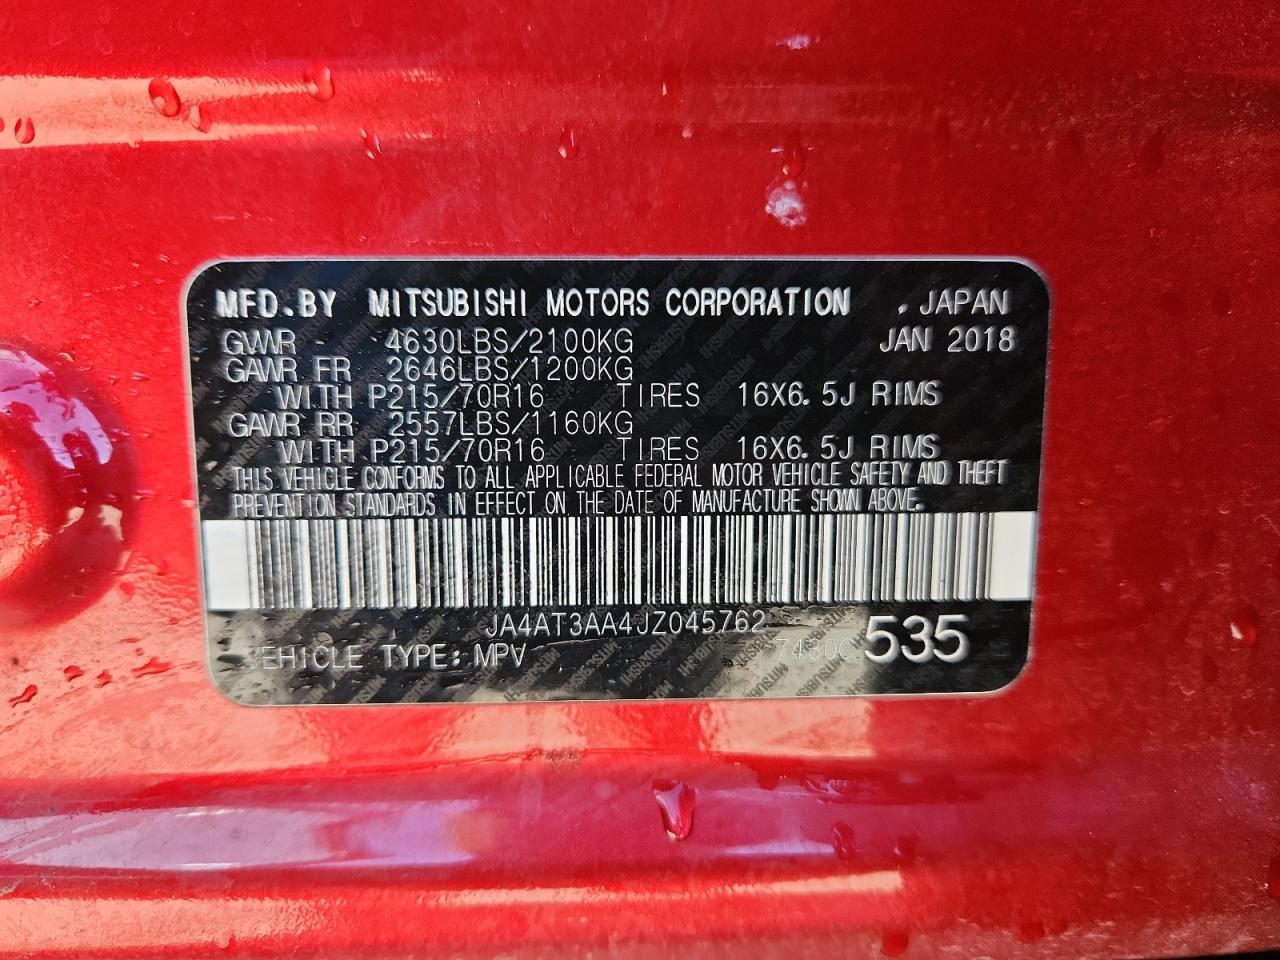 MFD.BY MITSUBISHI MOTORS CORPORATION , JAPAN
GVWR 4630LBS/2100KG JAN 2018
GAWR FR 2646LBS/1200KG
WITH P215/70R16 TIRES 16X6.5J RIMS
GAWR RR 2557LBS/1160KG
WITH P215/70R16 TIRES 16X6.5J RIMS
THIS VEHICLE CONFORMS TO ALL APPLICABLE FEDERAL MOTOR VEHICLE SAFETY AND THEFT
PREVENTION STANDARDS IN EFFECT ON THE DATE OF MANUFACTURE SHOWN ABOVE.
JA4AT3AA4JZ045762
VEHICLE TYPE: MPV 535